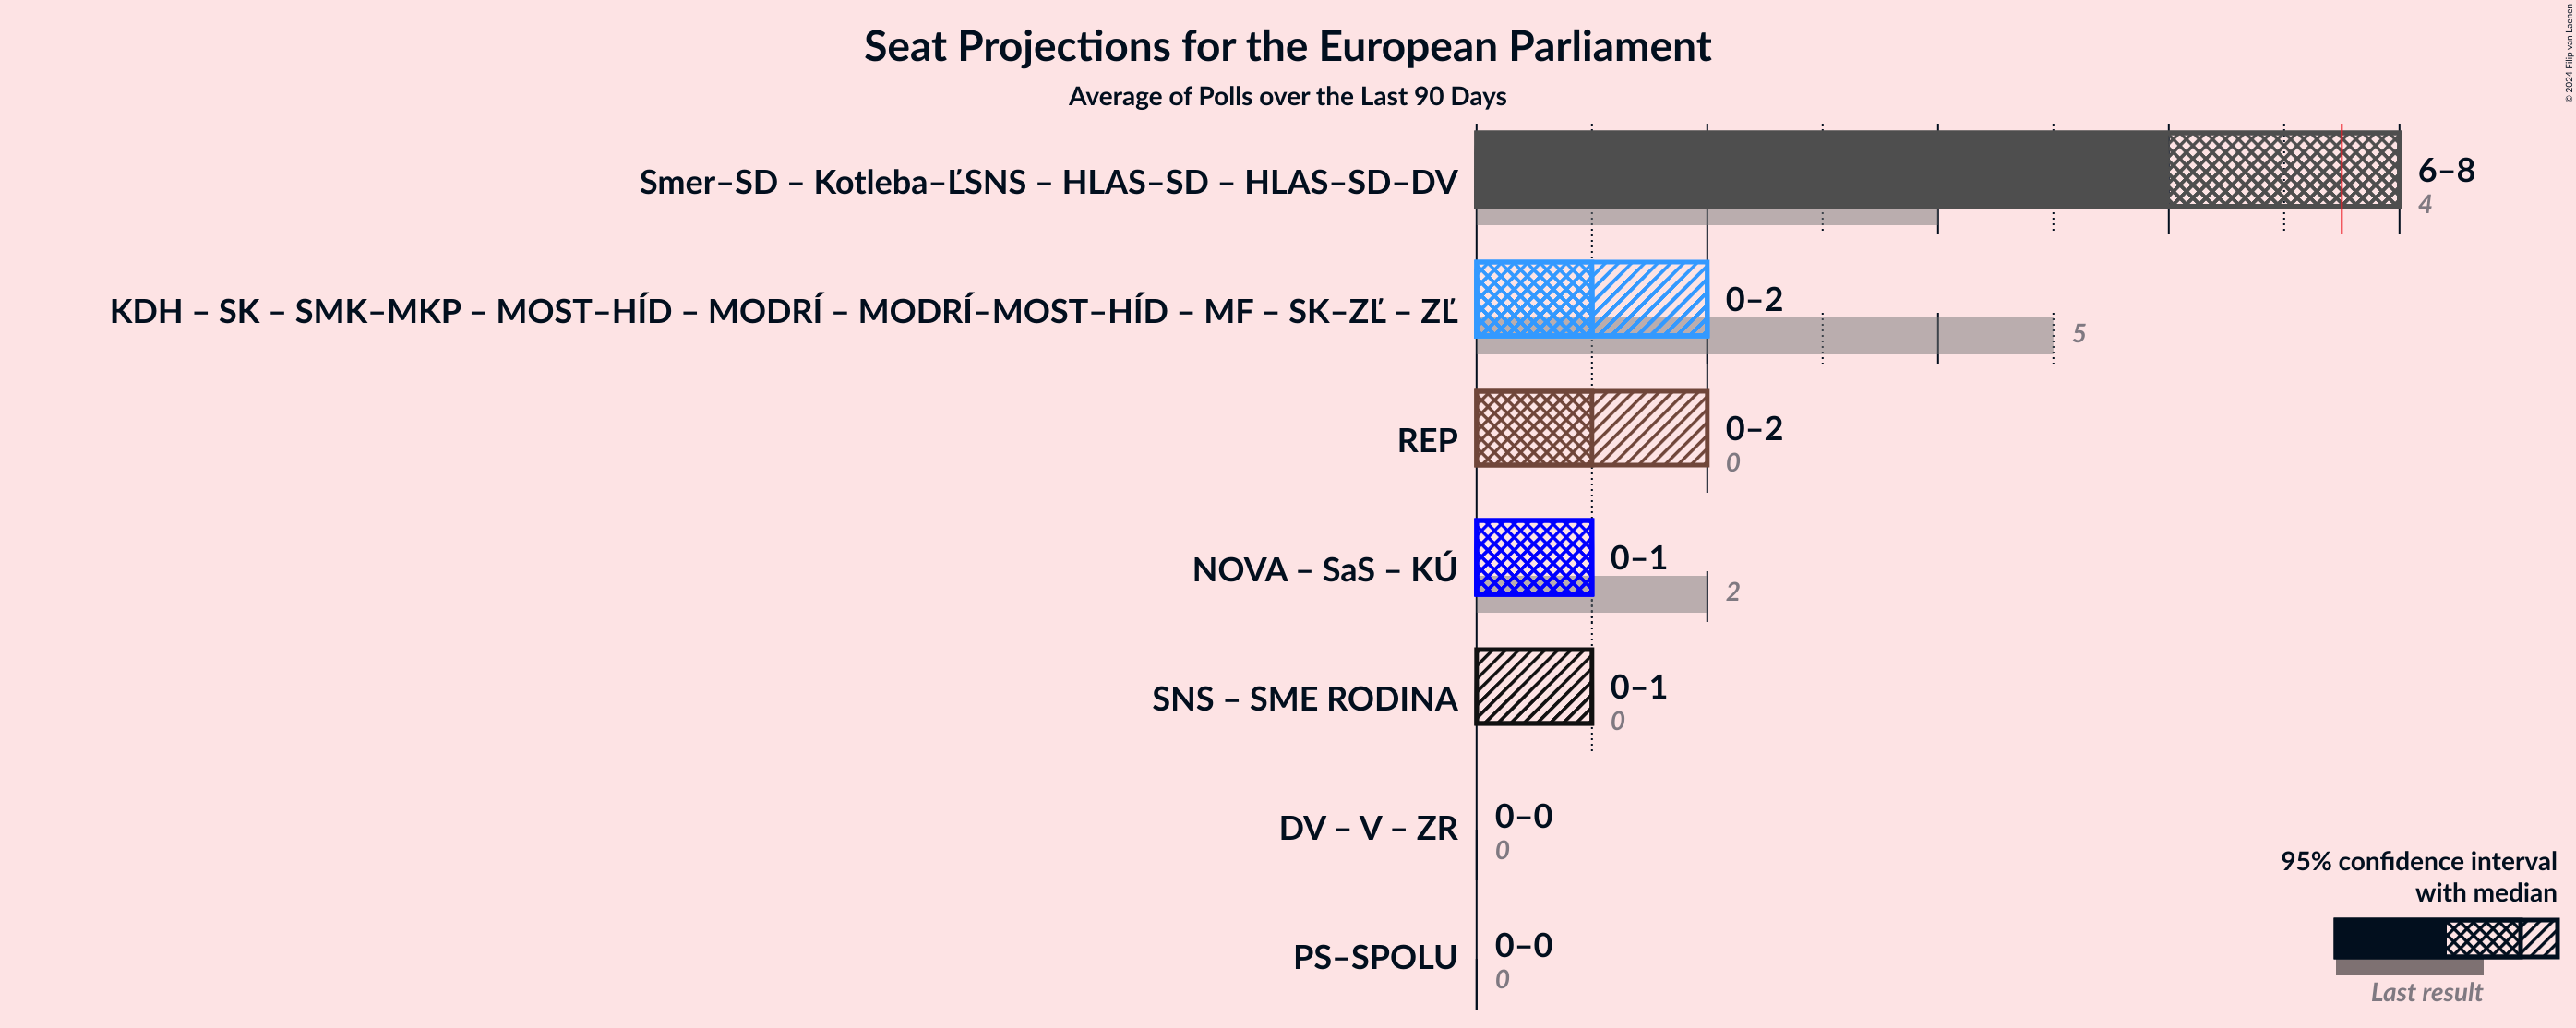 Seat Projections for the European Parliament
Average of Polls over the Last 90 Days
© 2024 Filip van Laenen
Smer–SD – Kotleba–ĽSNS – HLAS–SD – HLAS–SD–DV
6–8
4
KDH – SK – SMK–MKP – MOST–HÍD – MODRÍ – MODRÍ–MOST–HÍD – MF – SK–ZĽ – ZĽ
0–2
5
REP
0–2
0
NOVA – SaS – KÚ
0–1
2
SNS – SME RODINA
0–1
0
DV – V – ZR
0–0
0
PS–SPOLU
0–0
0
95% confidence interval
with median
Last result